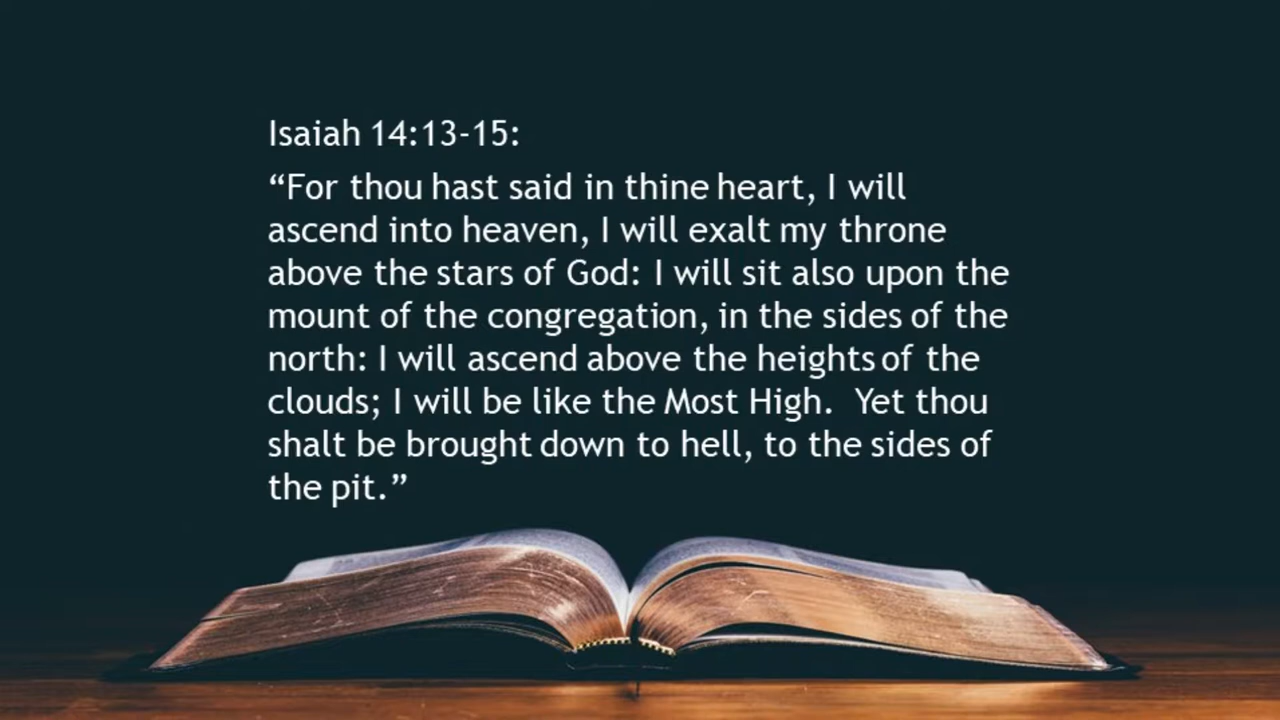 Isaiah 14:13-15:
“For thou hast said in thine heart, I will
ascend into heaven, I will exalt my throne
above the stars of God: I will sit also upon the
mount of the congregation, in the sides of the
north: I will ascend above the heights of the
clouds; I will be like the Most High.  Yet thou
shalt be brought down to hell, to the sides of
the pit.”